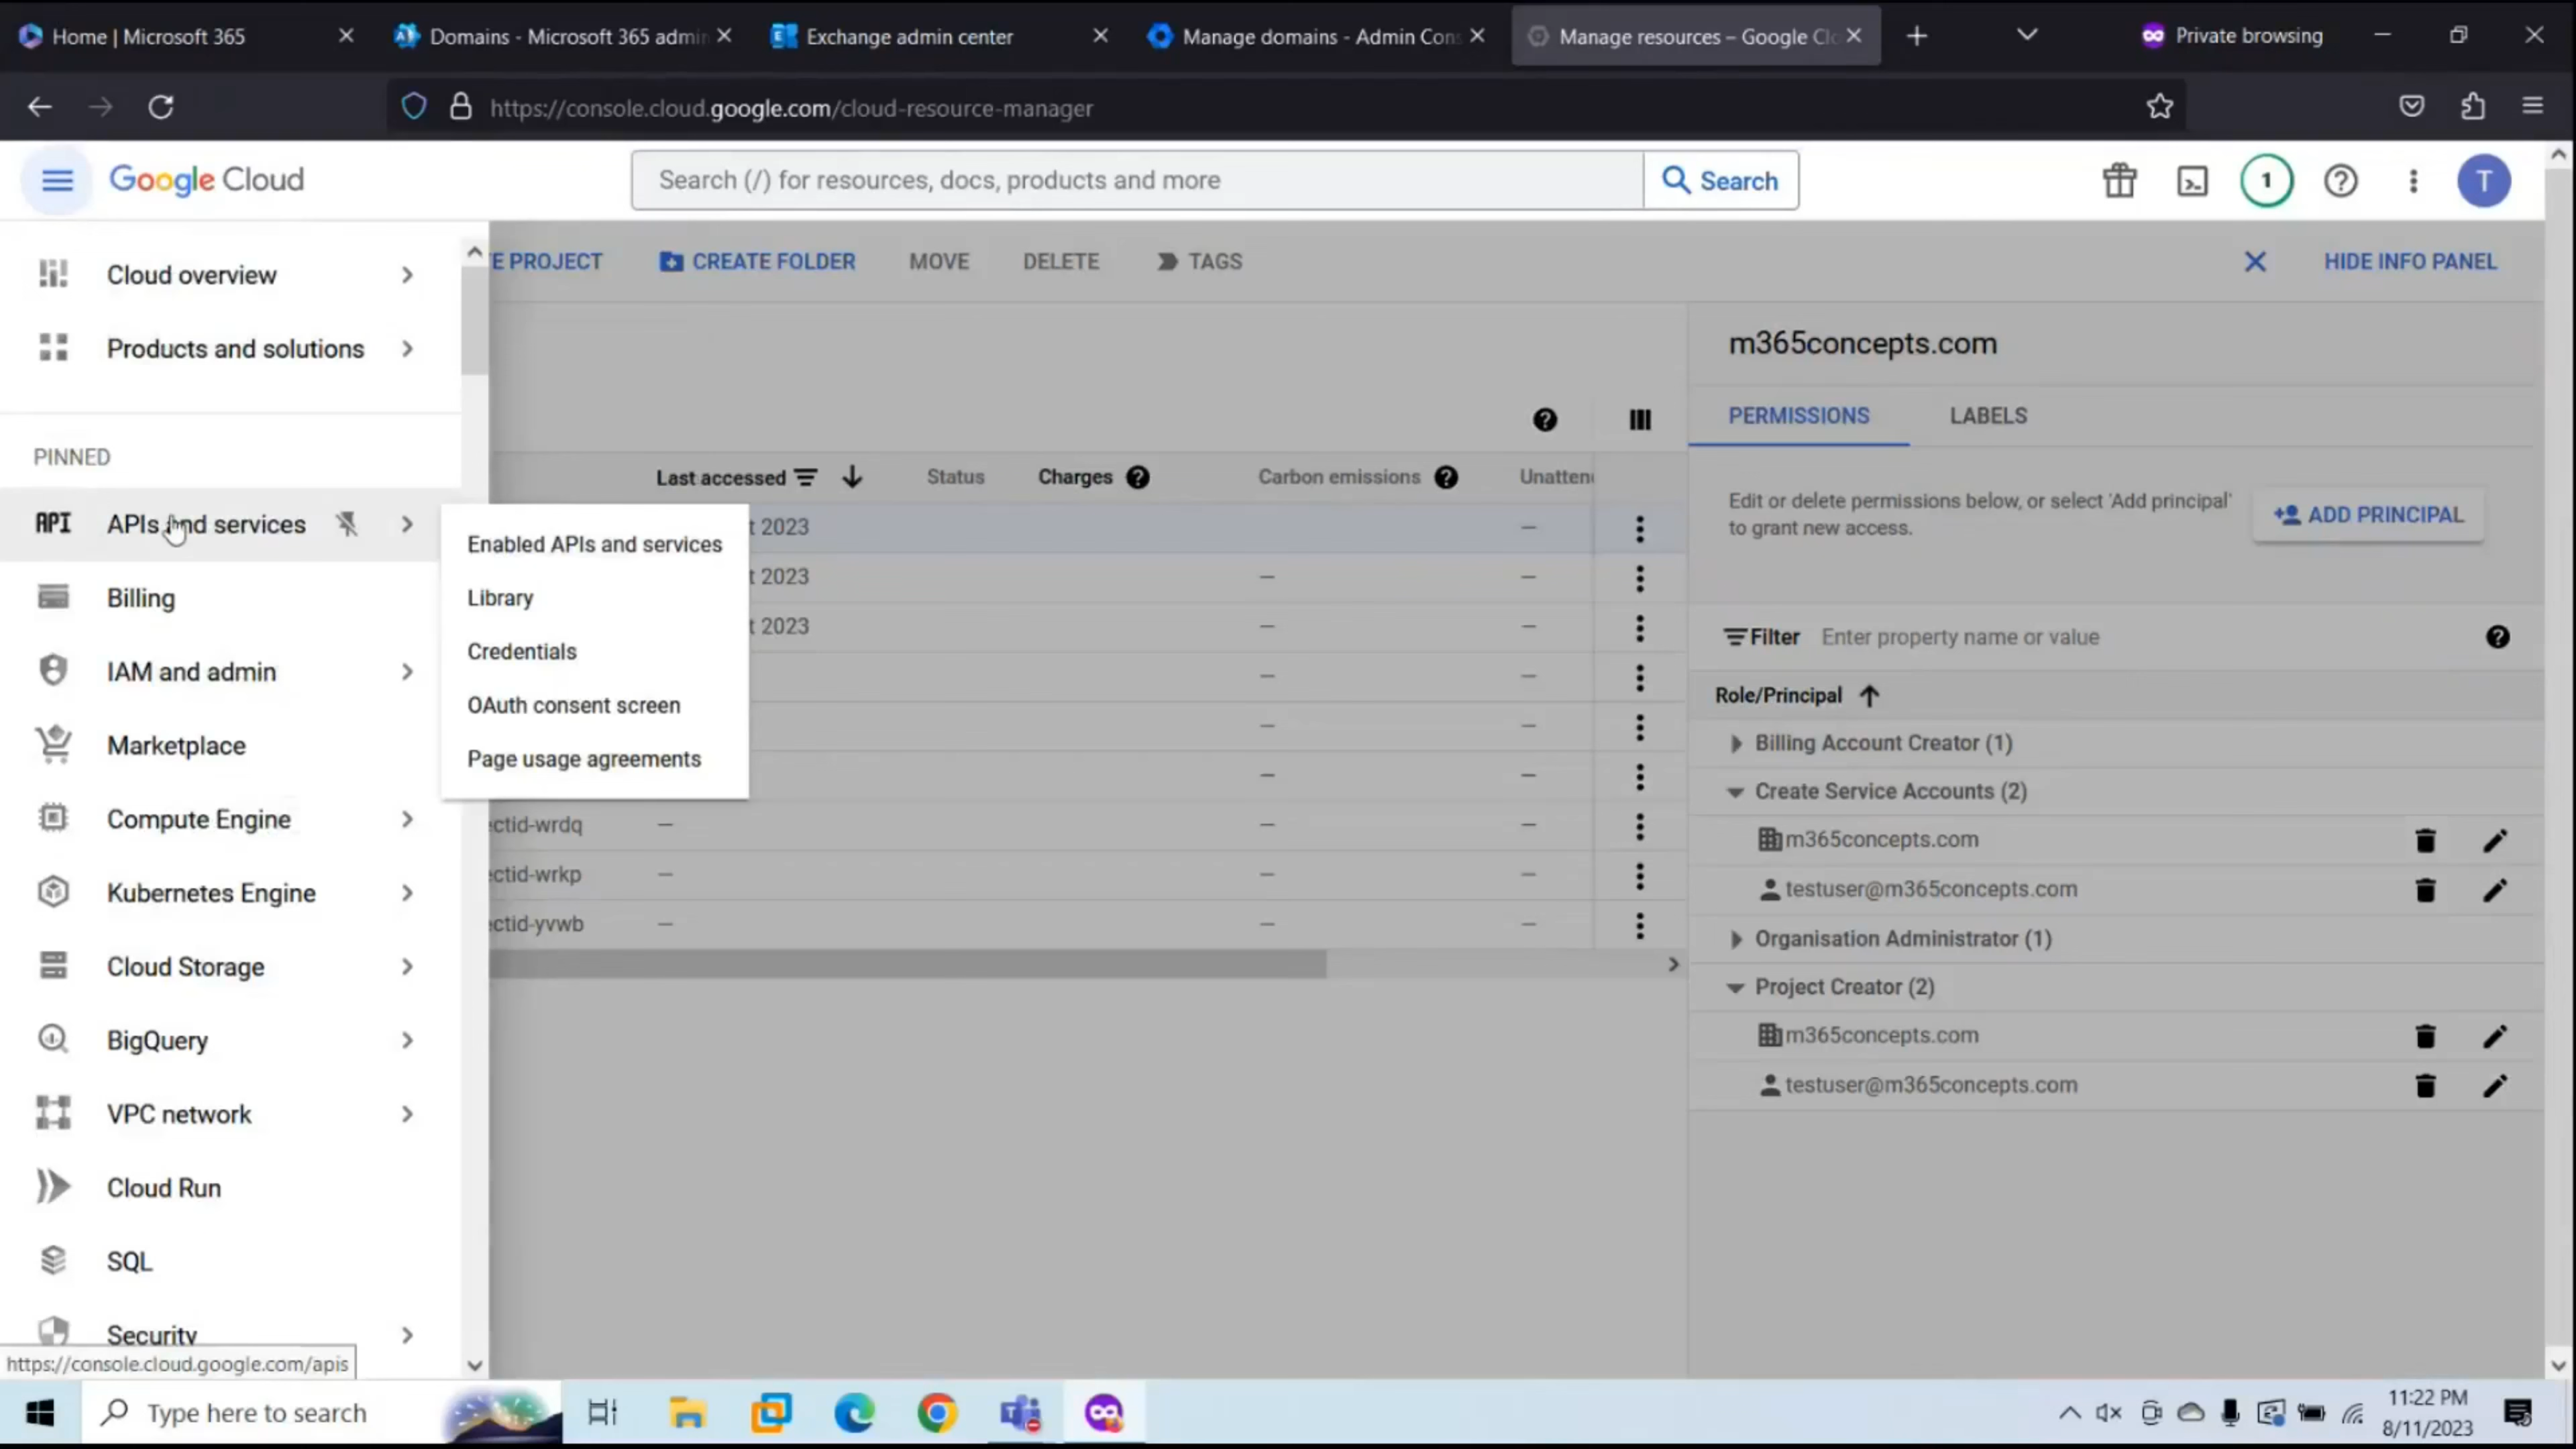 Home | Microsoft 365
Domains - Microsoft 365 admin
Exchange admin center
Manage domains - Admin Cons
Manage resources – Google Clo
Private browsing
https://console.cloud.google.com/cloud-resource-manager
Google Cloud
Search (/) for resources, docs, products and more
Search
1
T
Cloud overview
Products and solutions
PINNED
API APIs and services
Billing
IAM and admin
Marketplace
Compute Engine
Kubernetes Engine
Cloud Storage
BigQuery
VPC network
Cloud Run
SQL
Security
https://console.cloud.google.com/apis
Enabled APIs and services
Library
Credentials
OAuth consent screen
Page usage agreements
E PROJECT
CREATE FOLDER
MOVE
DELETE
TAGS
HIDE INFO PANEL
Last accessed
Status
Charges
Carbon emissions
Unatten
t 2023 –
t 2023 – –
t 2023 – –
– –
– –
– –
ectid-wrdq – – –
ectid-wrkp – – –
ectid-yvwb – – –
m365concepts.com
PERMISSIONS
LABELS
Edit or delete permissions below, or select 'Add principal'
to grant new access.
ADD PRINCIPAL
Filter Enter property name or value
Role/Principal
Billing Account Creator (1)
Create Service Accounts (2)
m365concepts.com
testuser@m365concepts.com
Organisation Administrator (1)
Project Creator (2)
m365concepts.com
testuser@m365concepts.com
Type here to search
11:22 PM
8/11/2023